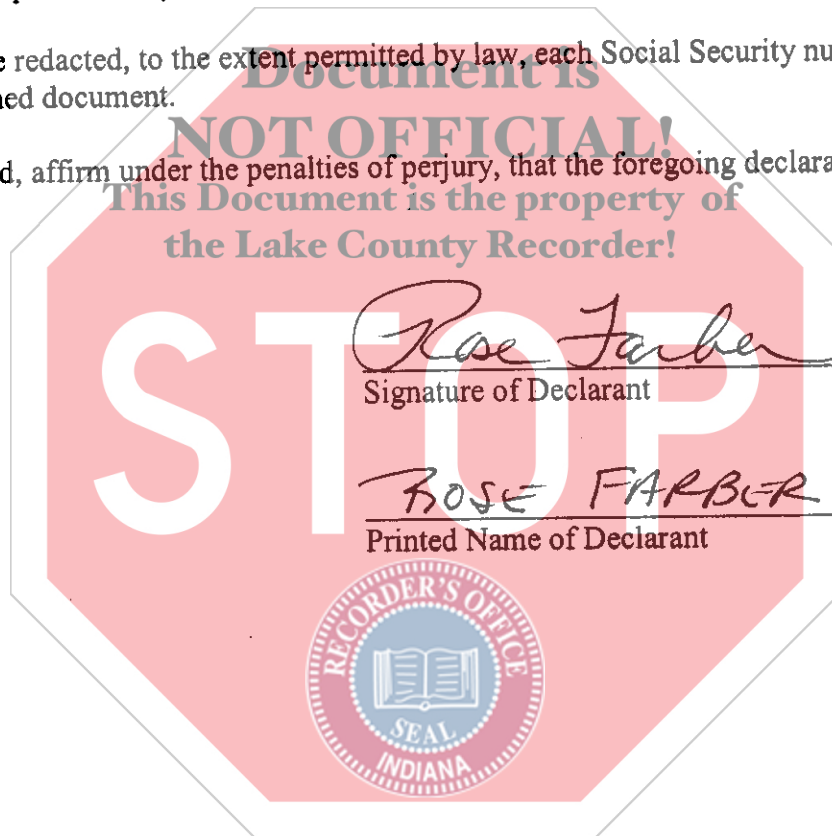 e redacted, to the extent permitted by law, each Social Security nu
ned document.
d, affirm under the penalties of perjury, that the foregoing declara
Document is
NOT OFFICIAL!
This Document is the property of
the Lake County Recorder!
STOP
Rose Farber
Signature of Declarant
ROSE FARBER
Printed Name of Declarant
RECORDER'S OFFICE
SEAL
INDIANA